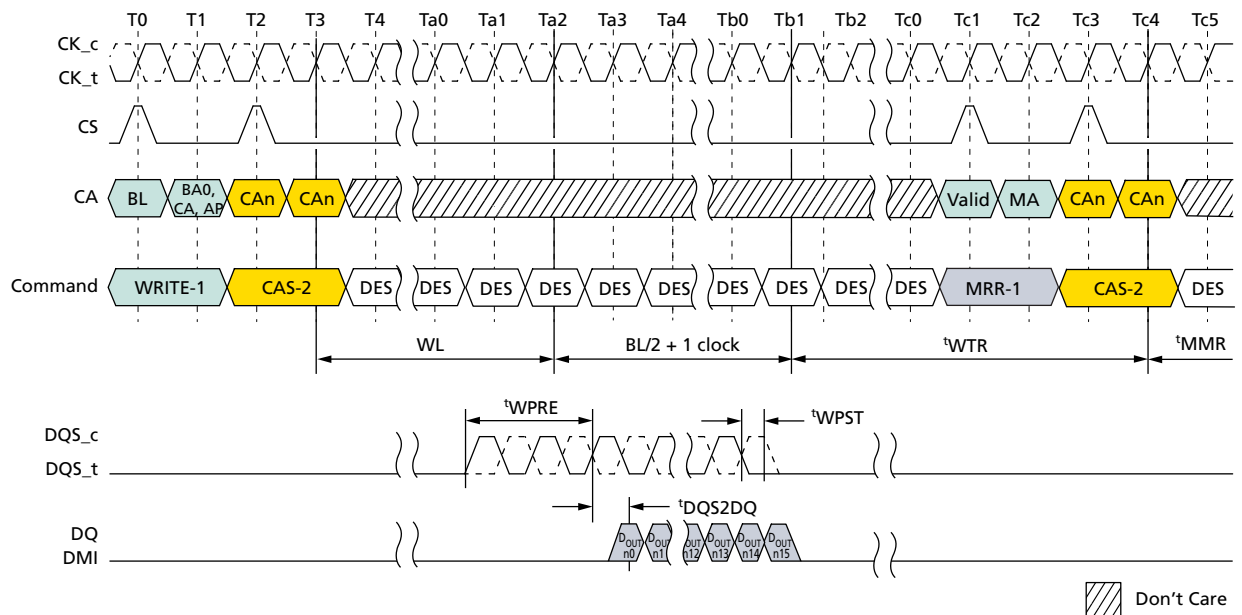 T0 T1 T2 T3 T4 Ta0 Ta1 Ta2 Ta3 Ta4 Tb0 Tb1 Tb2 Tc0 Tc1 Tc2 Tc3 Tc4 Tc5
CK_c
CK_t
CS
CA BL BA0, CA, AP CAn CAn Valid MA CAn CAn
Command WRITE-1 CAS-2 DES DES DES DES DES DES DES DES DES DES MRR-1 CAS-2 DES
WL BL/2 + 1 clock tWTR tMMR
tWPRE tWPST
DQS_c
DQS_t
tDQS2DQ
DQ
DMI
DOUT n0 DOUT n1 DOUT n12 DOUT n13 DOUT n14 DOUT n15
Don't Care